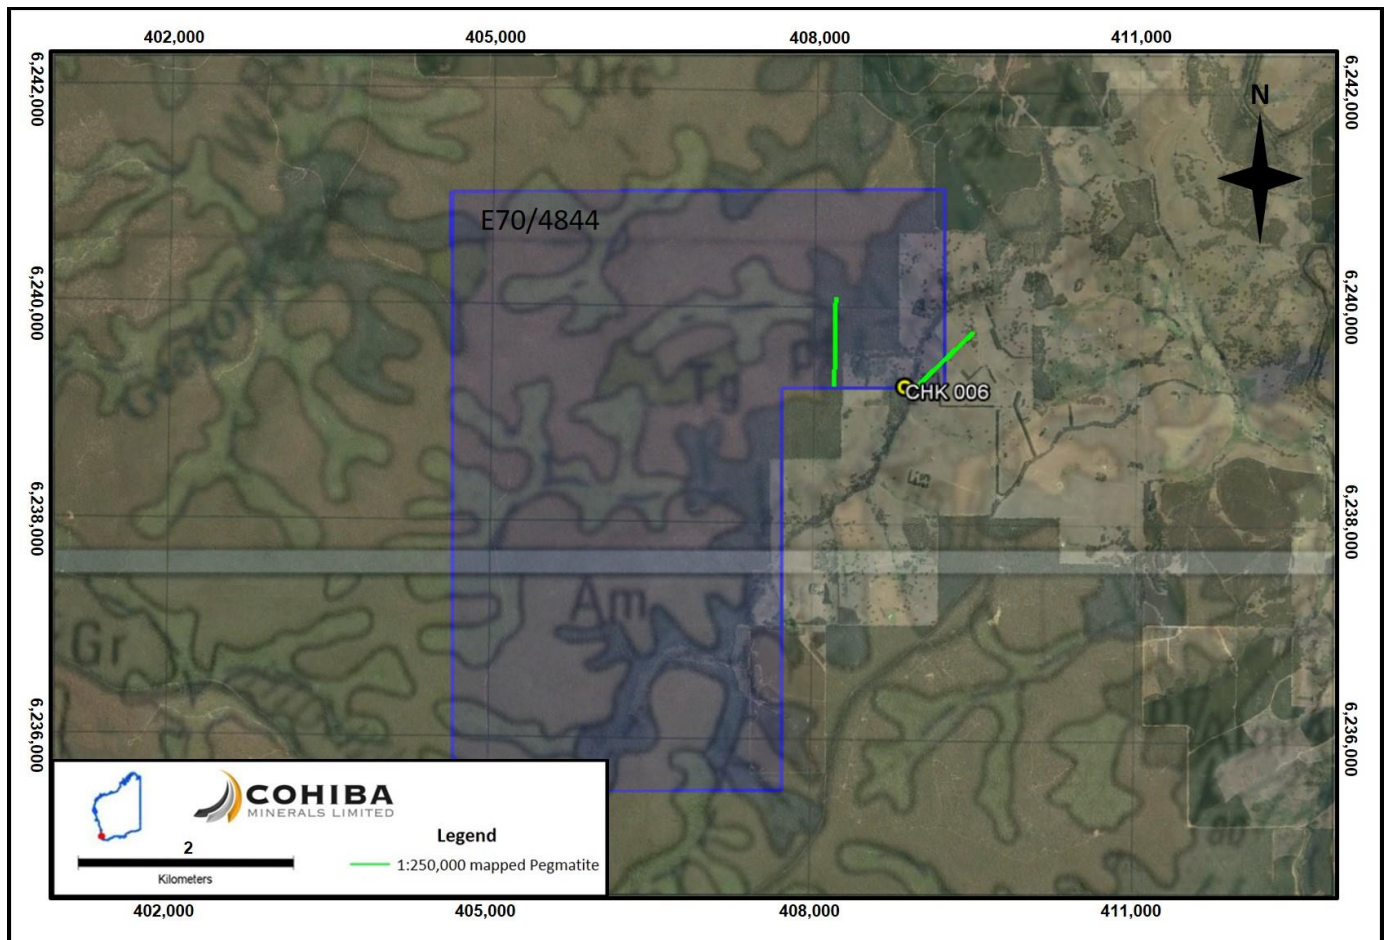 402,000
405,000
408,000
411,000
6,242,000
6,242,000
N
E70/4844
6,240,000
6,240,000
Tg
CHK 006
6,238,000
6,238,000
Am
Gr
6,236,000
6,236,000
COHIBA
MINERALS LIMITED
Legend
2
Kilometers
1:250,000 mapped Pegmatite
402,000
405,000
408,000
411,000